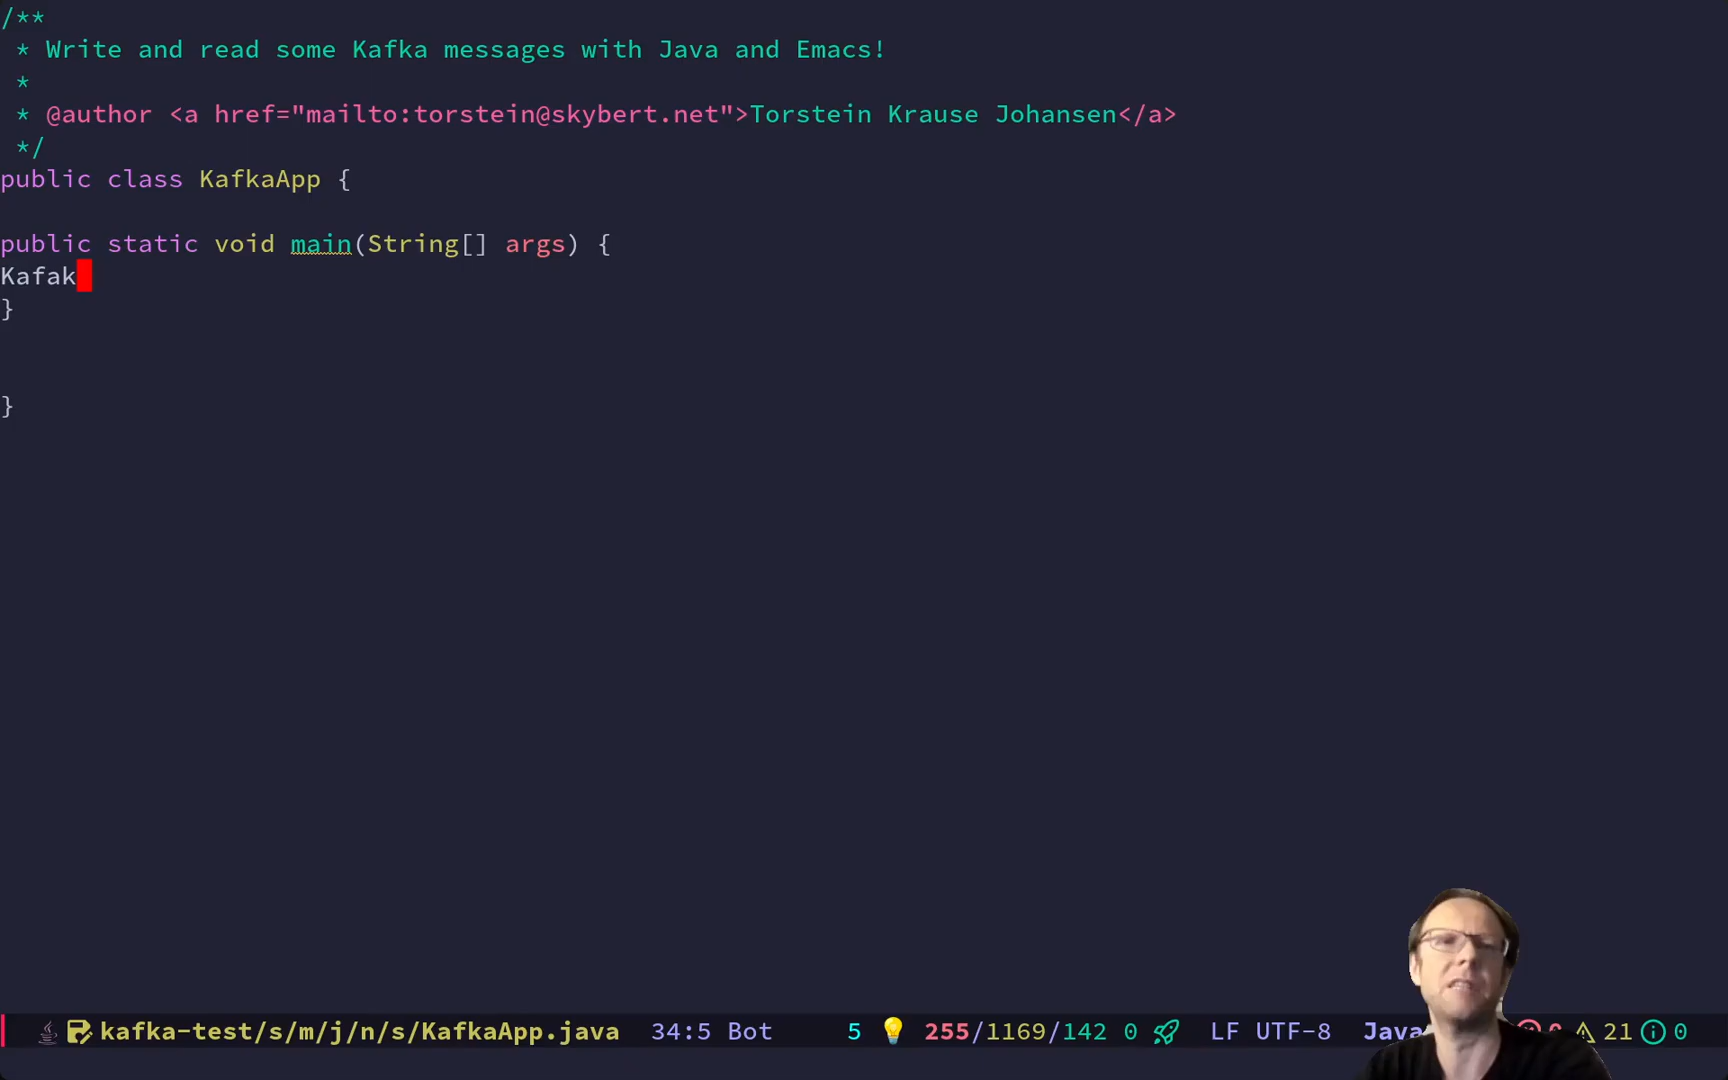 /**
* Write and read some Kafka messages with Java and Emacs!
*
* @author <a href="mailto:torstein@skybert.net">Torstein Krause Johansen</a>
*/
public class KafkaApp {
public static void main(String[] args) {
Kafak
}
}
kafka-test/s/m/j/n/s/KafkaApp.java 34:5 Bot 5 255/1169/142 0 LF UTF-8 Java 21 0